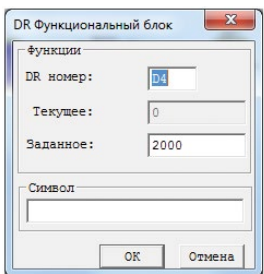 DR Функциональный блок
Функции
DR номер: D4
Текущее: 0
Заданное: 2000
Символ
OK Отмена